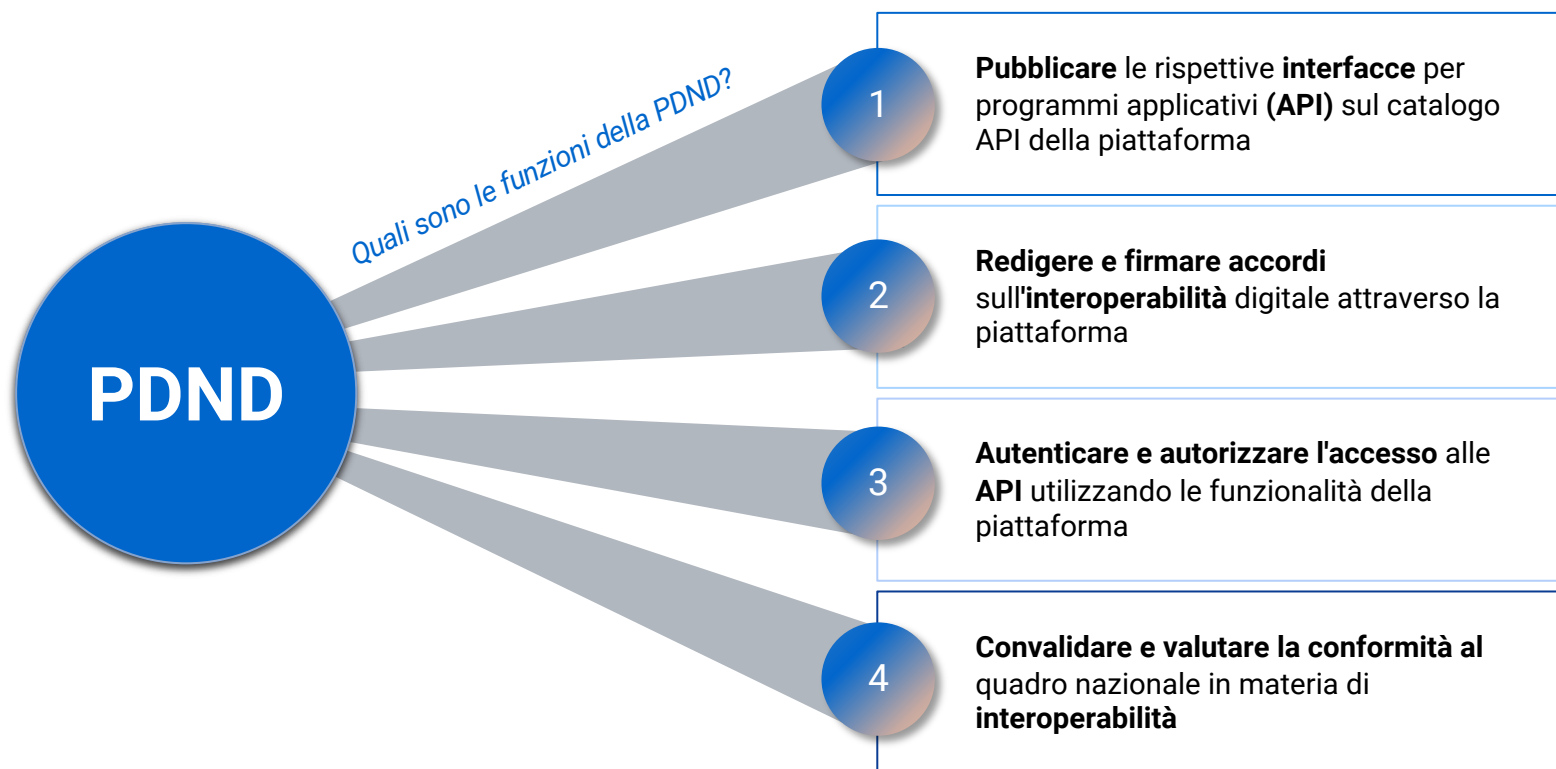 PDND
Quali sono le funzioni della PDND?
1
Pubblicare le rispettive interfacce per
programmi applicativi (API) sul catalogo
API della piattaforma
2
Redigere e firmare accordi
sull'interoperabilità digitale attraverso la
piattaforma
3
Autenticare e autorizzare l'accesso alle
API utilizzando le funzionalità della
piattaforma
4
Convalidare e valutare la conformità al
quadro nazionale in materia di
interoperabilità